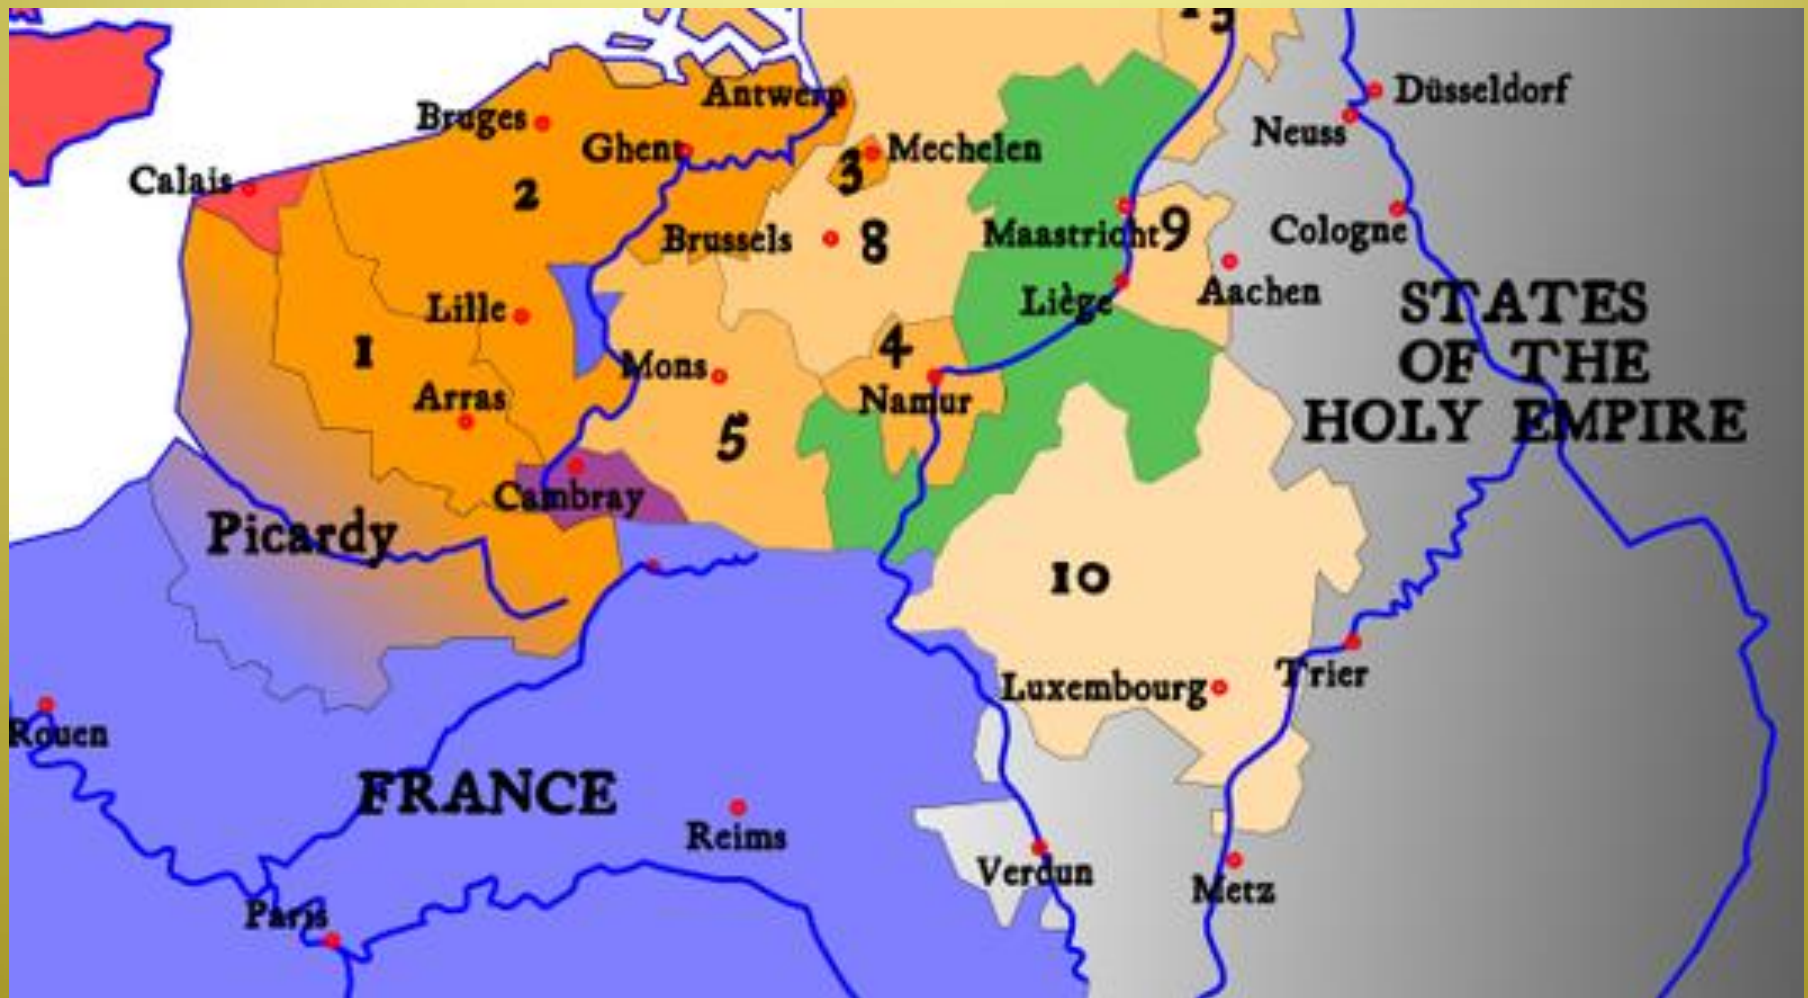 15
Düsseldorf
Antwerp
Bruges
Neuss
Ghent
3
Mechelen
Calais
2
Maastricht
9
Cologne
Brussels
8
Aachen
Liège
Lille
STATES
OF THE
HOLY EMPIRE
1
4
Mons
Arras
Namur
5
Cambray
Picardy
10
Luxembourg
Trier
Rouen
FRANCE
Reims
Verdun
Metz
Paris